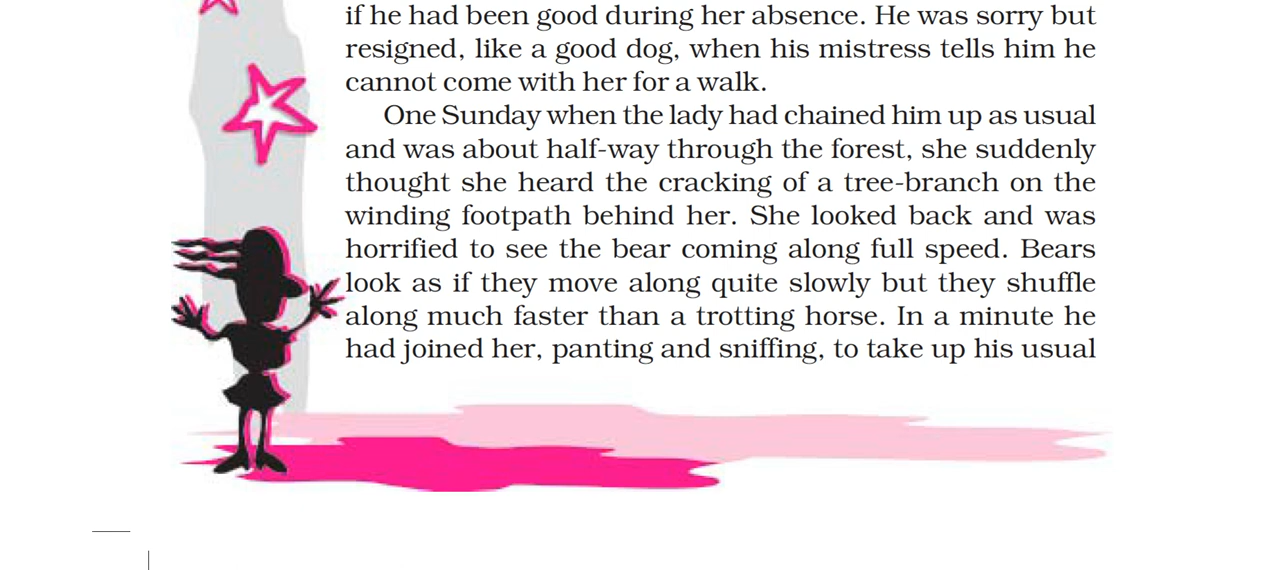 if he had been good during her absence. He was sorry but
resigned, like a good dog, when his mistress tells him he
cannot come with her for a walk.
One Sunday when the lady had chained him up as usual
and was about half-way through the forest, she suddenly
thought she heard the cracking of a tree-branch on the
winding footpath behind her. She looked back and was
horrified to see the bear coming along full speed. Bears
look as if they move along quite slowly but they shuffle
along much faster than a trotting horse. In a minute he
had joined her, panting and sniffing, to take up his usual